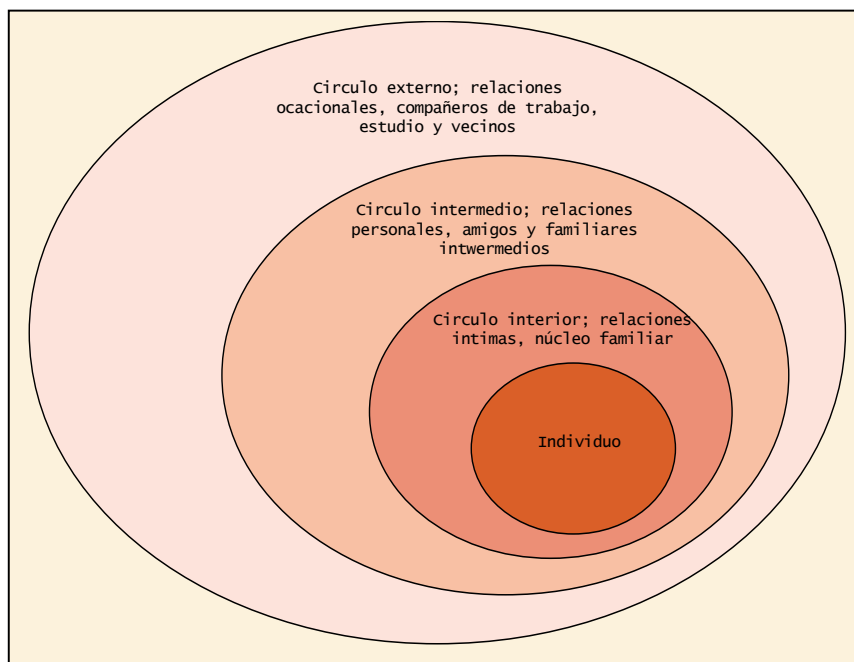 Circulo externo; relaciones
ocacionales, compañeros de trabajo,
estudio y vecinos
Circulo intermedio; relaciones
personales, amigos y familiares
intwermedios
Circulo interior; relaciones
intimas, núcleo familiar
Individuo